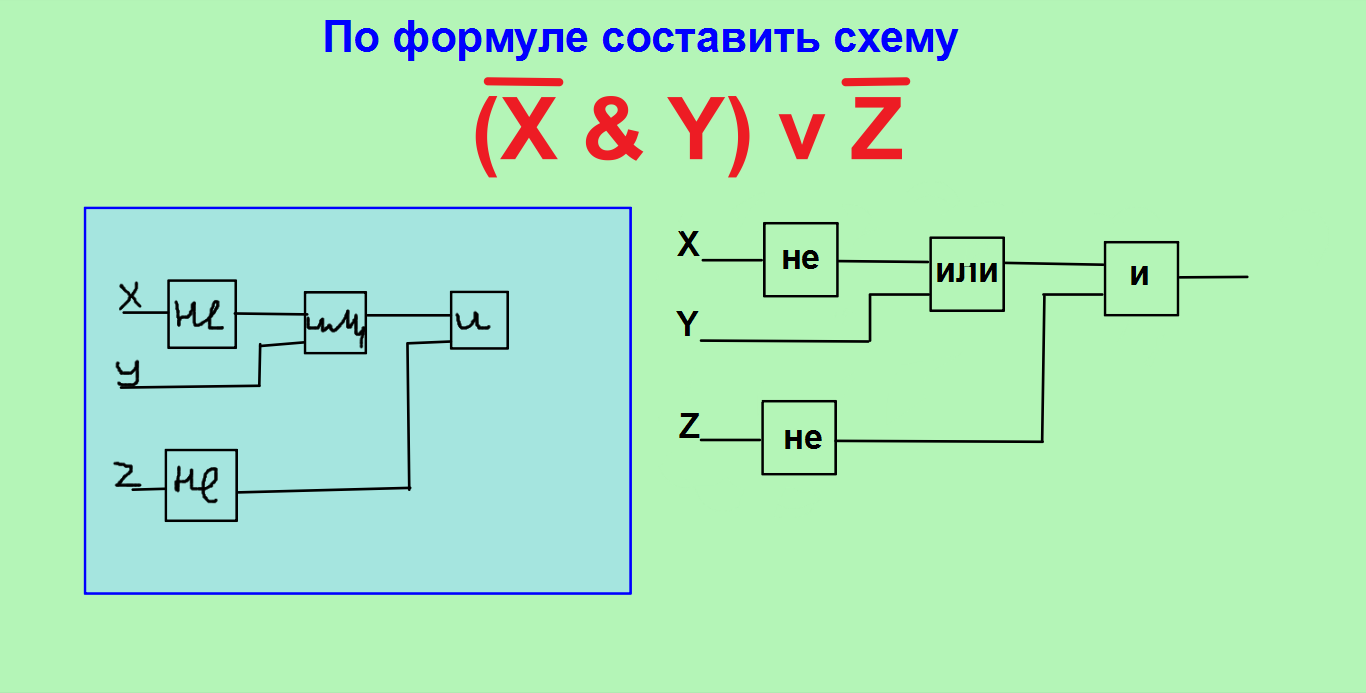 По формуле составить схему
(X̅ & Y) v Z̅
X не или и
У
Z не
X не или и
Y
Z не